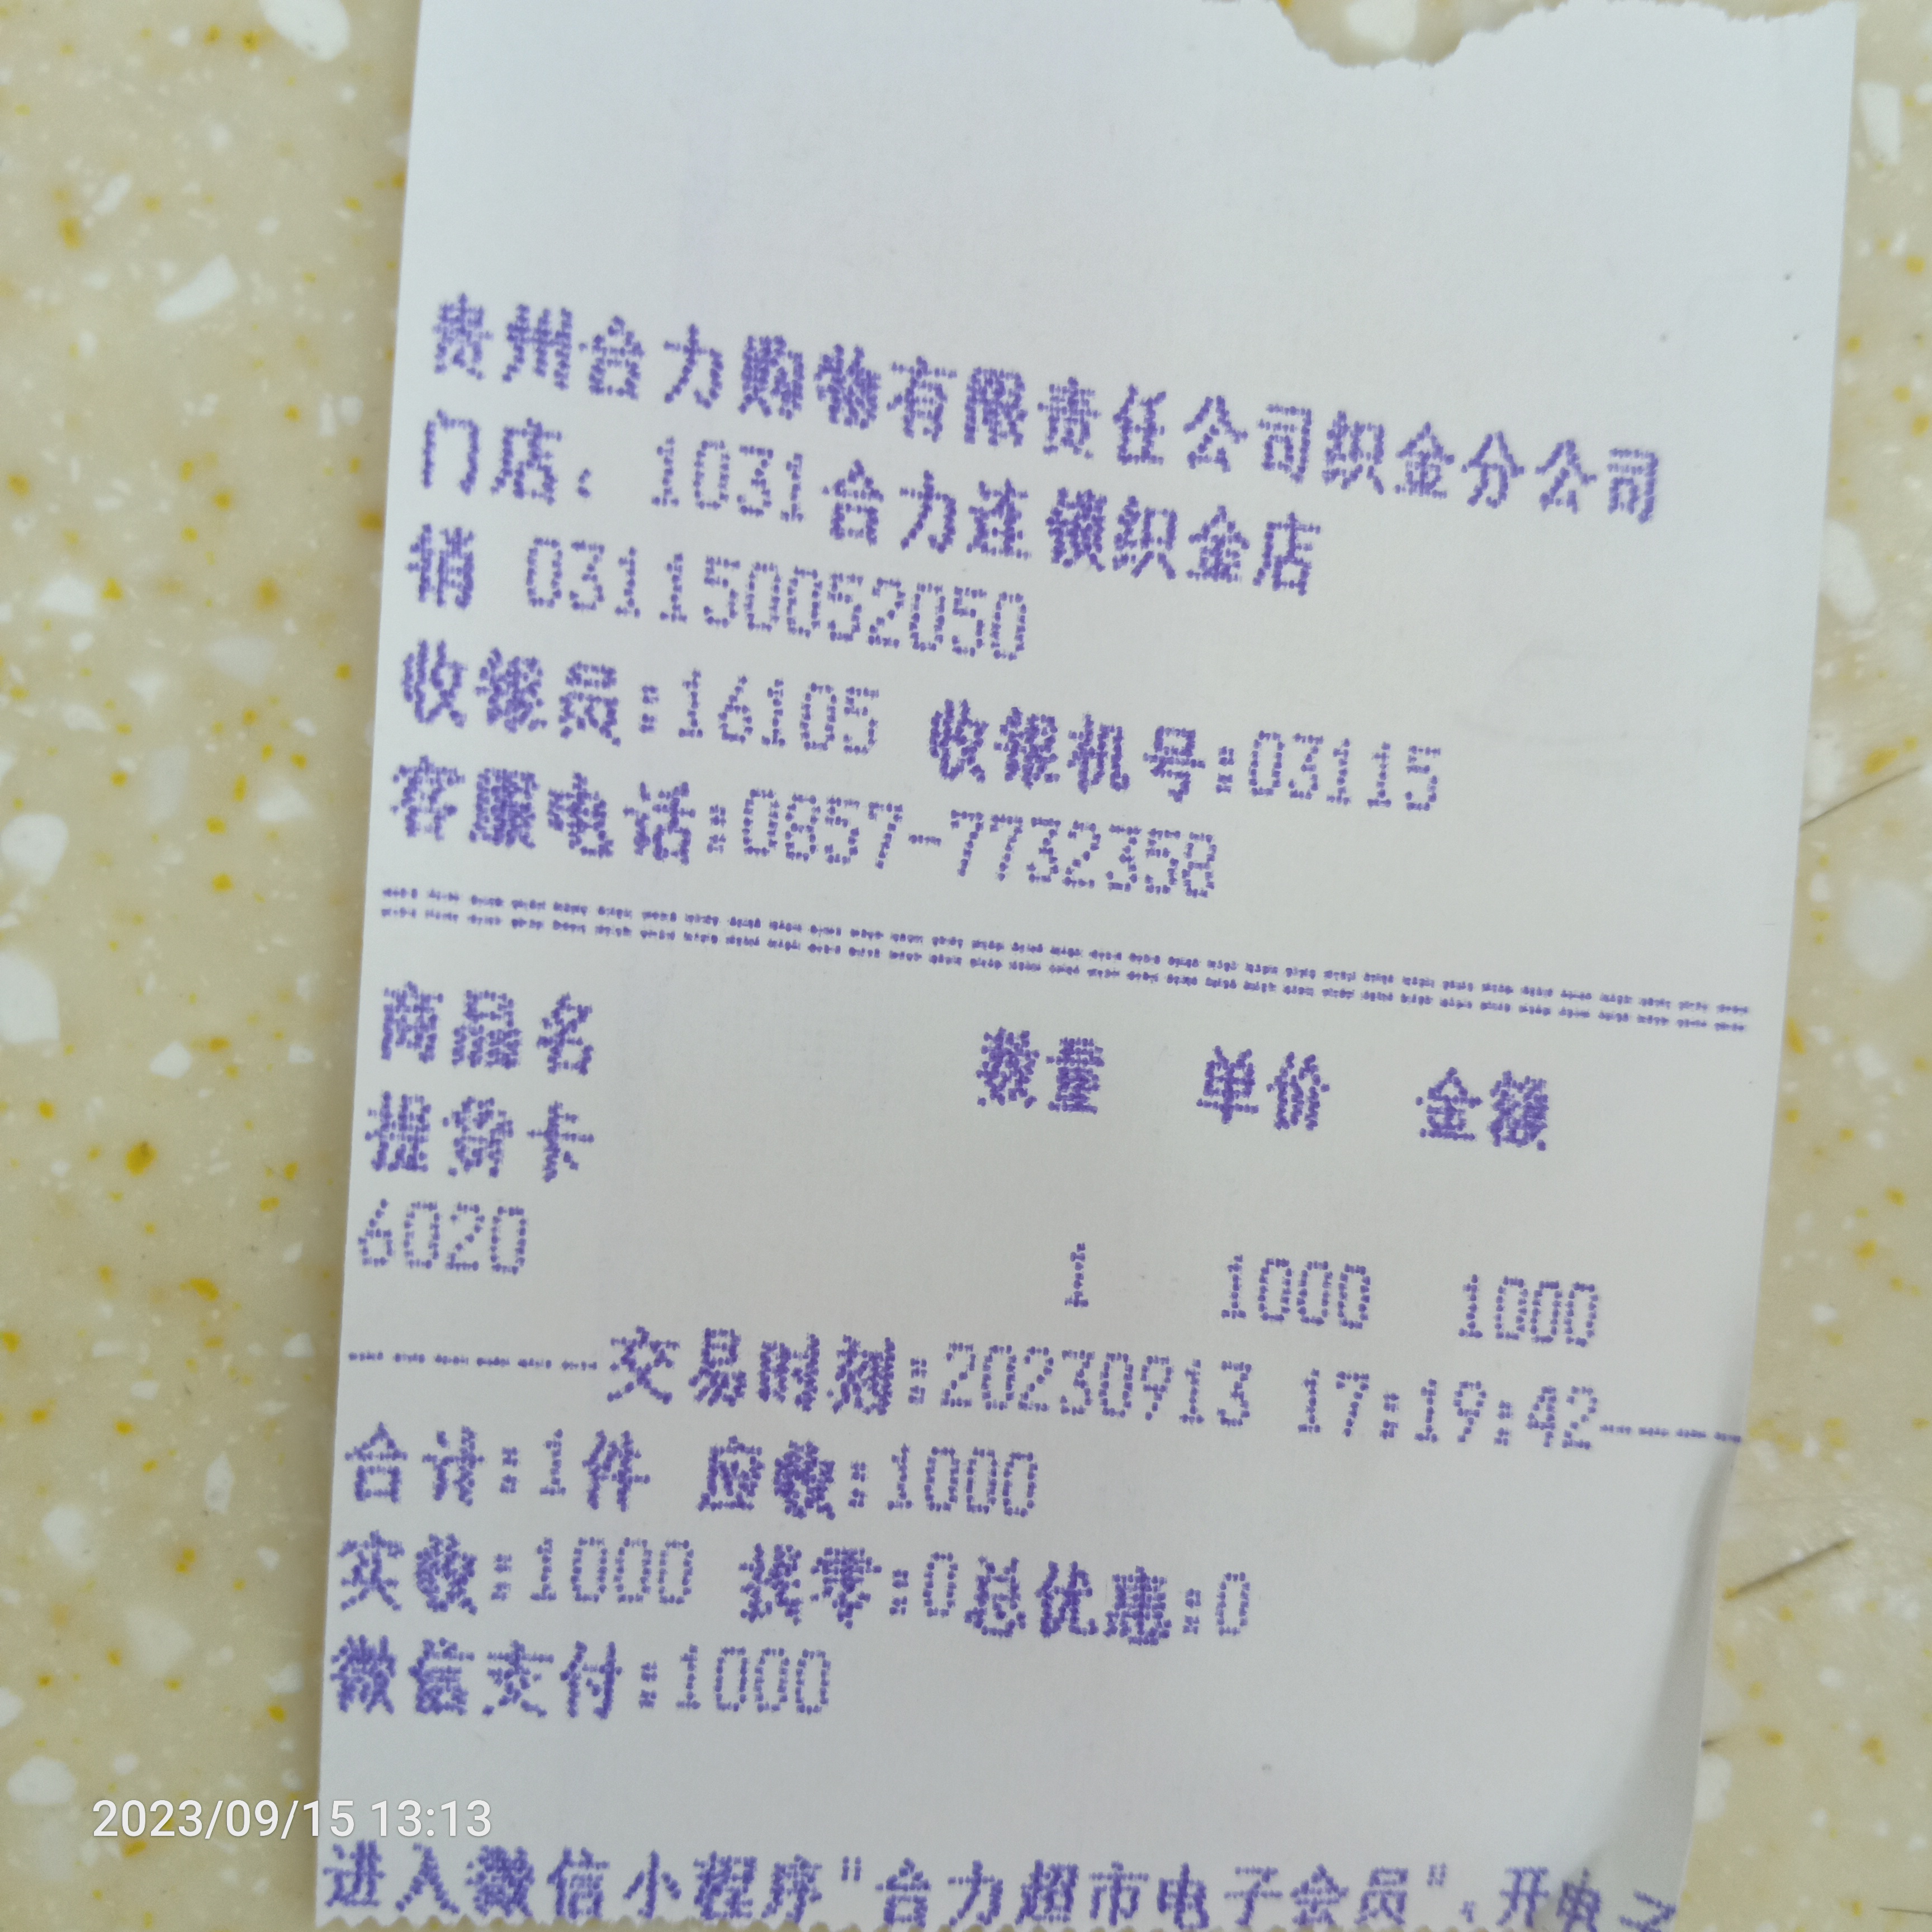 贵州合力购物有限责任公司织金分公司
门店: 1031合力连锁织金店
销 0311150052050
收银员:16105 收银机号:03115
客服电话:0857-7732358
商品名 数量 单价 金额
提货卡
6020 1 1000 1000
------交易时刻:20230913 17:19:42----
合计:1件 应收:1000
实收:1000 找零:0总优惠:0
微信支付:1000
2023/09/15 13:13
进入微信小程序"合力超市电子会员",开电子